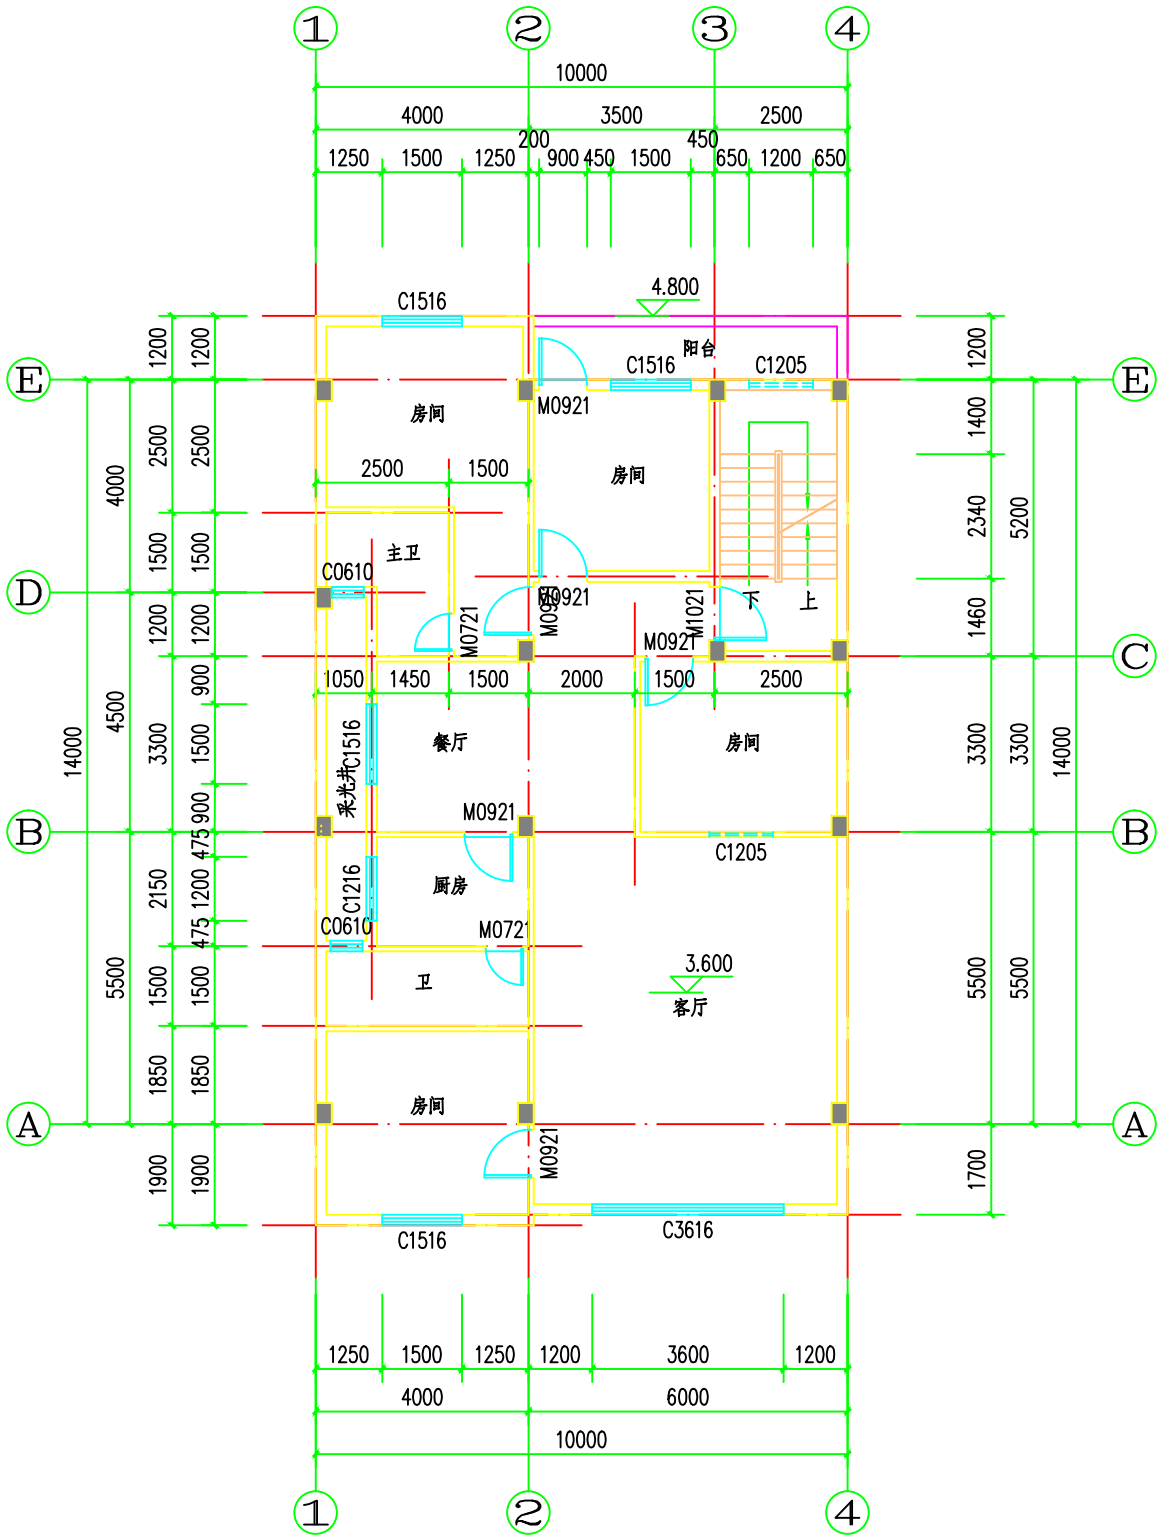 1 2 3 4
10000
4000 3500 2500
200 450
1250 1500 1250 900 450 1500 650 1200 650
4.800
C1516
阳台
C1516 C1205
1200 1200 1200
E E
M0921
房间
房间
2500 2500 1400
4000
2500 1500
2340 5200
主卫
1500 1500
C0610
D
M0921
下 上
M0921
M0721
M1021
1200 1200 1460
M0921
C C
900
1050 1450 1500 2000 1500 2500
4500
14000
3300 1500
C1516
餐厅
房间
3300 3300 14000
采光井
900
M0921
B B
475
C1205
2150 1200
C1216
厨房
475
C0610
M0721
5500
1500 1500
卫
3.600
客厅
5500 5500
1850 1850
房间
A A
M0921
1900 1900 1700
C1516
C3616
1250 1500 1250 1200 3600 1200
4000 6000
10000
1 2 4